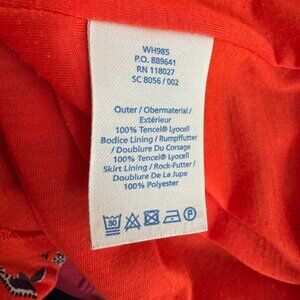 WH985
P.O. 889641
RN 118027
SC 8056 / 002
Outer / Obermaterial /
Extérieur
100% Tencel® Lyocell
Bodice Lining / Rumpffutter
/ Doublure Du Corsage
100% Tencel® Lyocell
Skirt Lining / Rock-Futter /
Doublure De La Jupe
100% Polyester
30
P